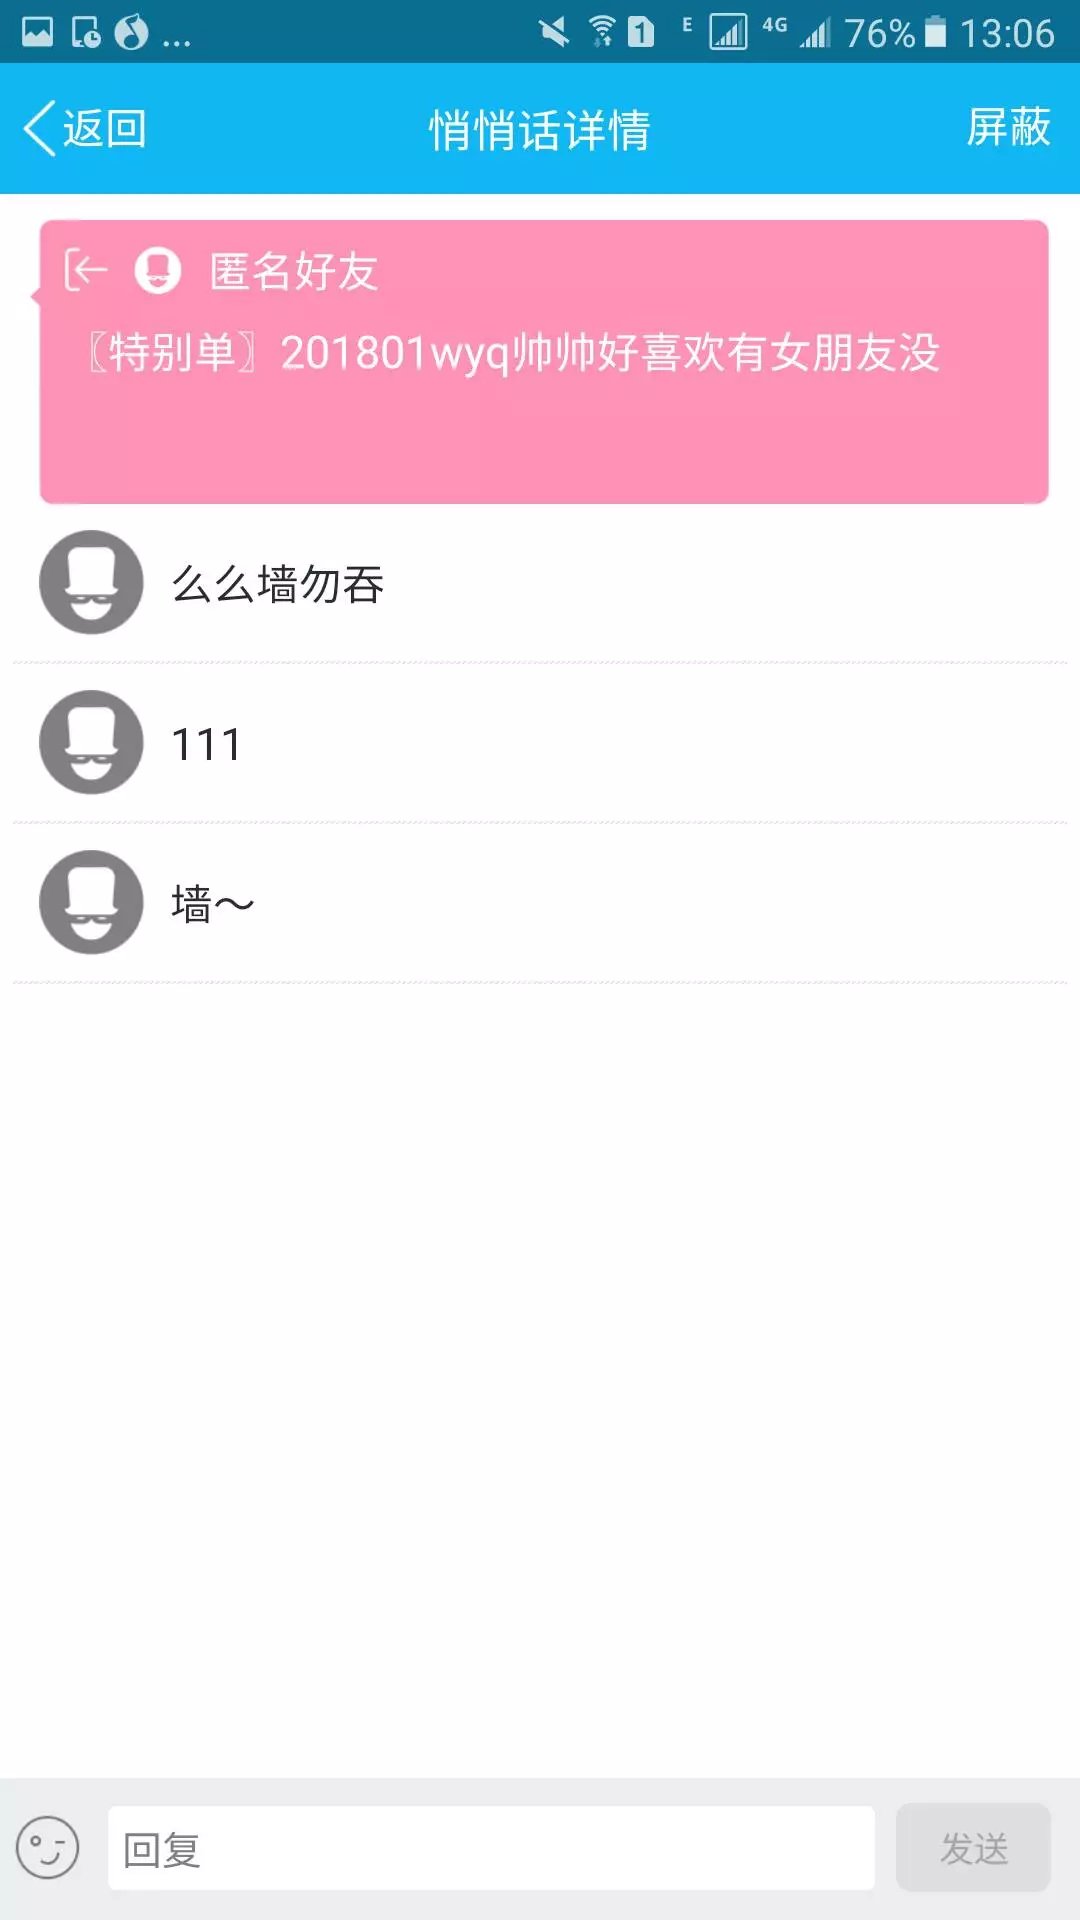 ... 1 E 4G 76% 13:06
返回 悄悄话详情 屏蔽
匿名好友
〖特别单〗201801wyq帅帅好喜欢有女朋友没
么么墙勿吞
111
墙～
回复 发送